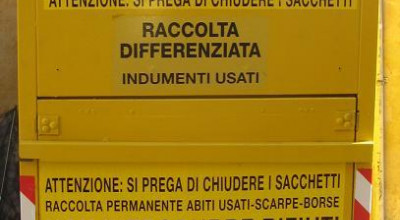 ATTENZIONE: SI PREGA DI CHIUDERE I SACCHETTI
RACCOLTA
DIFFERENZIATA
INDUMENTI USATI
ATTENZIONE: SI PREGA DI CHIUDERE I SACCHETTI
RACCOLTA PERMANENTE ABITI USATI-SCARPE-BORSE